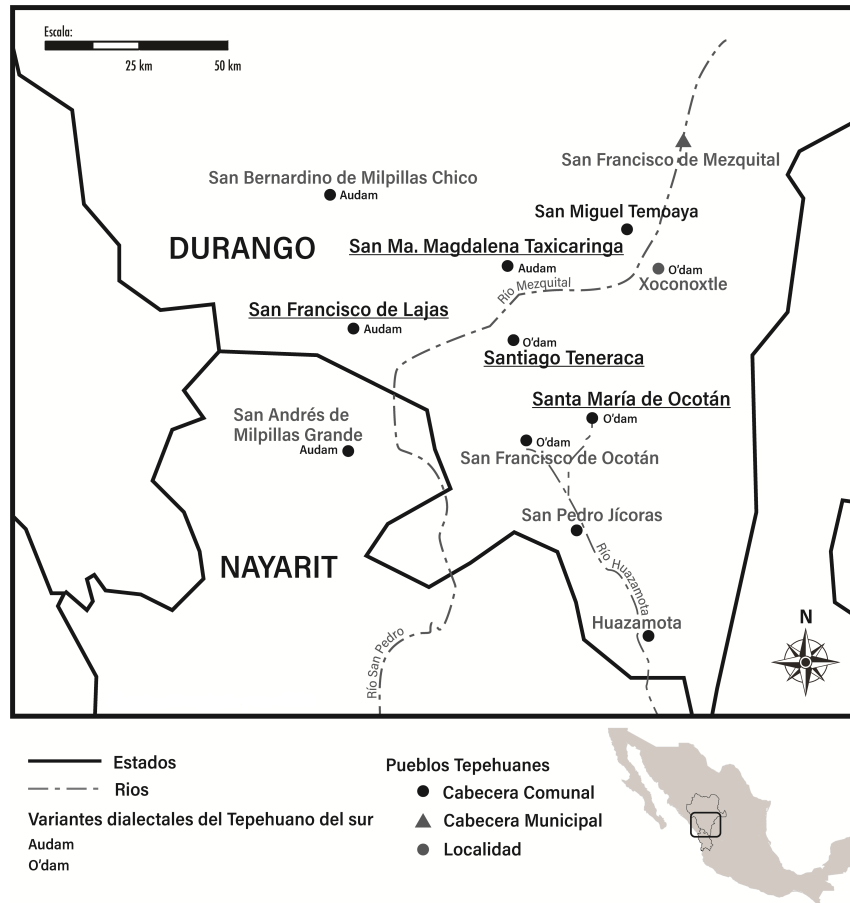 Escala:
25 km
50 km
San Francisco de Mezquital
San Bernardino de Milpillas Chico
Audam
San Miguel Temoaya
DURANGO
San Ma. Magdalena Taxicaringa
Audam
O'dam
Xoconoxtle
Río Mezquital
San Francisco de Lajas
Audam
O'dam
Santiago Teneraca
Santa María de Ocotán
O'dam
San Andrés de
Milpillas Grande
Audam
O'dam
San Francisco de Ocotán
San Pedro Jícoras
NAYARIT
Río Huazamota
Huazamota
N
Río San Pedro
Estados
Rios
Variantes dialectales del Tepehuano del sur
Audam
O'dam
Pueblos Tepehuanes
Cabecera Comunal
Cabecera Municipal
Localidad